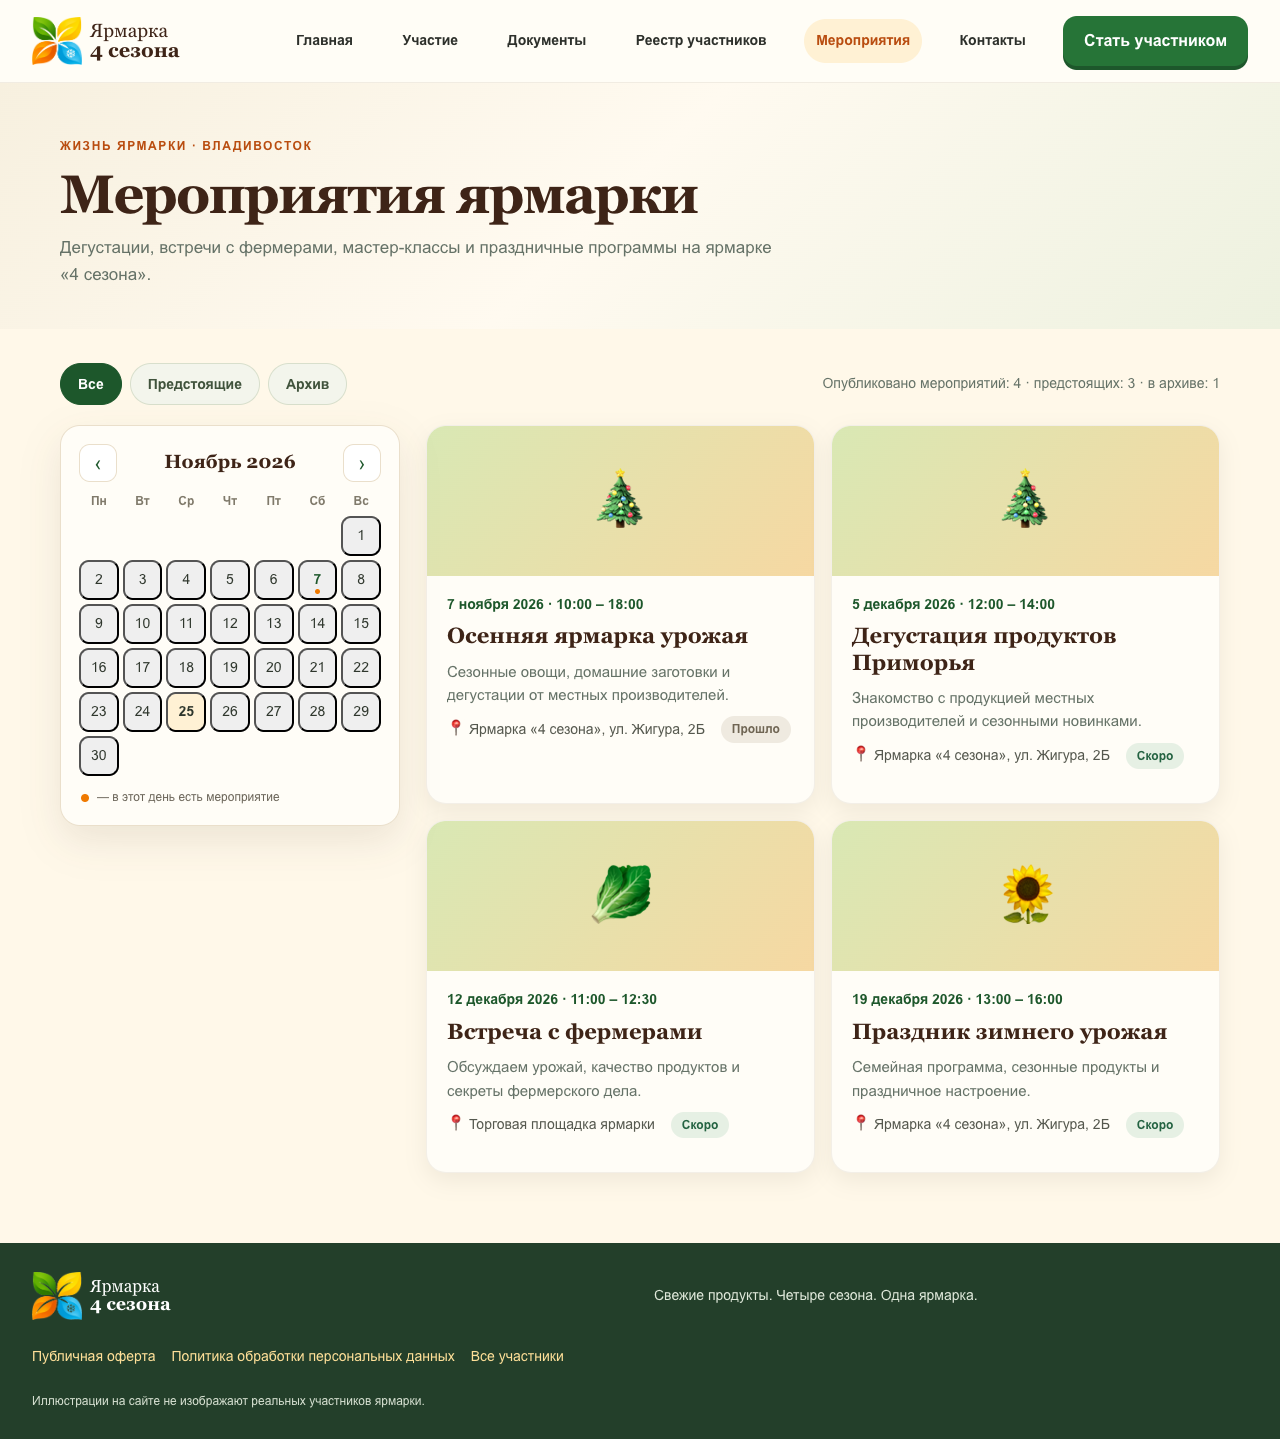 Ярмарка
4 сезона
Главная
Участие
Документы
Реестр участников
Мероприятия
Контакты
Стать участником
ЖИЗНЬ ЯРМАРКИ · ВЛАДИВОСТОК
Мероприятия ярмарки
Дегустации, встречи с фермерами, мастер-классы и праздничные программы на ярмарке
«4 сезона».
Все
Предстоящие
Архив
Опубликовано мероприятий: 4 · предстоящих: 3 · в архиве: 1
‹ Ноябрь 2026 ›
Пн Вт Ср Чт Пт Сб Вс
1
2 3 4 5 6 7 8
9 10 11 12 13 14 15
16 17 18 19 20 21 22
23 24 25 26 27 28 29
30
— в этот день есть мероприятие
7 ноября 2026 · 10:00 – 18:00
Осенняя ярмарка урожая
Сезонные овощи, домашние заготовки и
дегустации от местных производителей.
Ярмарка «4 сезона», ул. Жигура, 2Б
Прошло
5 декабря 2026 · 12:00 – 14:00
Дегустация продуктов
Приморья
Знакомство с продукцией местных
производителей и сезонными новинками.
Ярмарка «4 сезона», ул. Жигура, 2Б
Скоро
12 декабря 2026 · 11:00 – 12:30
Встреча с фермерами
Обсуждаем урожай, качество продуктов и
секреты фермерского дела.
Торговая площадка ярмарки
Скоро
19 декабря 2026 · 13:00 – 16:00
Праздник зимнего урожая
Семейная программа, сезонные продукты и
праздничное настроение.
Ярмарка «4 сезона», ул. Жигура, 2Б
Скоро
Ярмарка
4 сезона
Свежие продукты. Четыре сезона. Одна ярмарка.
Публичная оферта
Политика обработки персональных данных
Все участники
Иллюстрации на сайте не изображают реальных участников ярмарки.